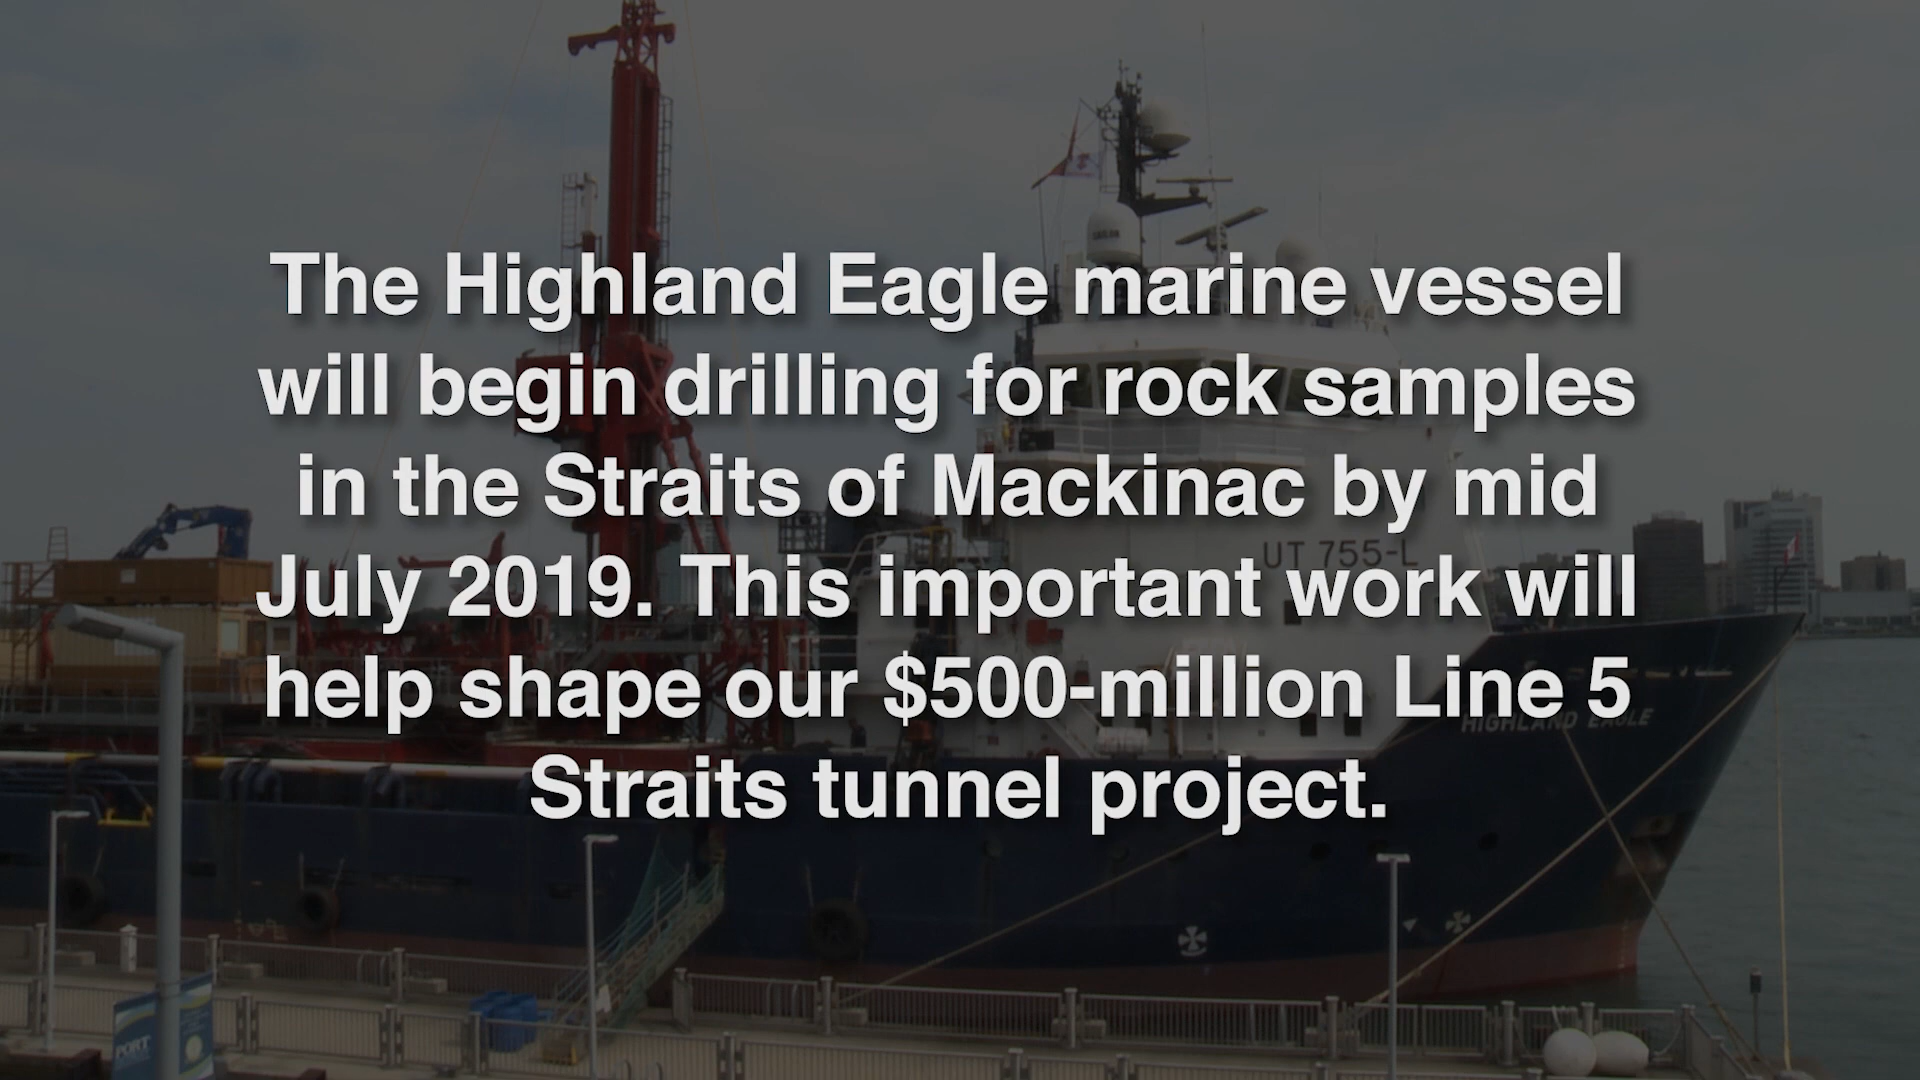 The Highland Eagle marine vessel
will begin drilling for rock samples
in the Straits of Mackinac by mid
July 2019. This important work will
help shape our $500-million Line 5
Straits tunnel project.
UT 755-L
HIGHLAND EAGLE
PORT